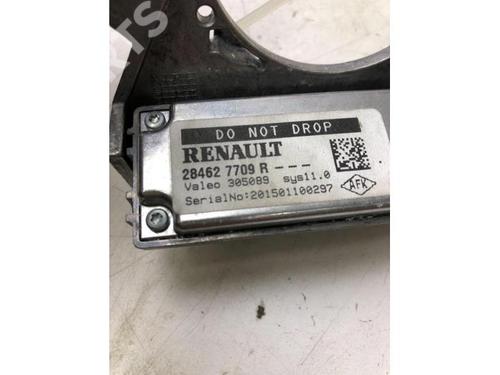 DO NOT DROP
RENAULT
28462 7709 R ---
Valeo 305089 sys11.0
SerialNo:201501100297
AFK